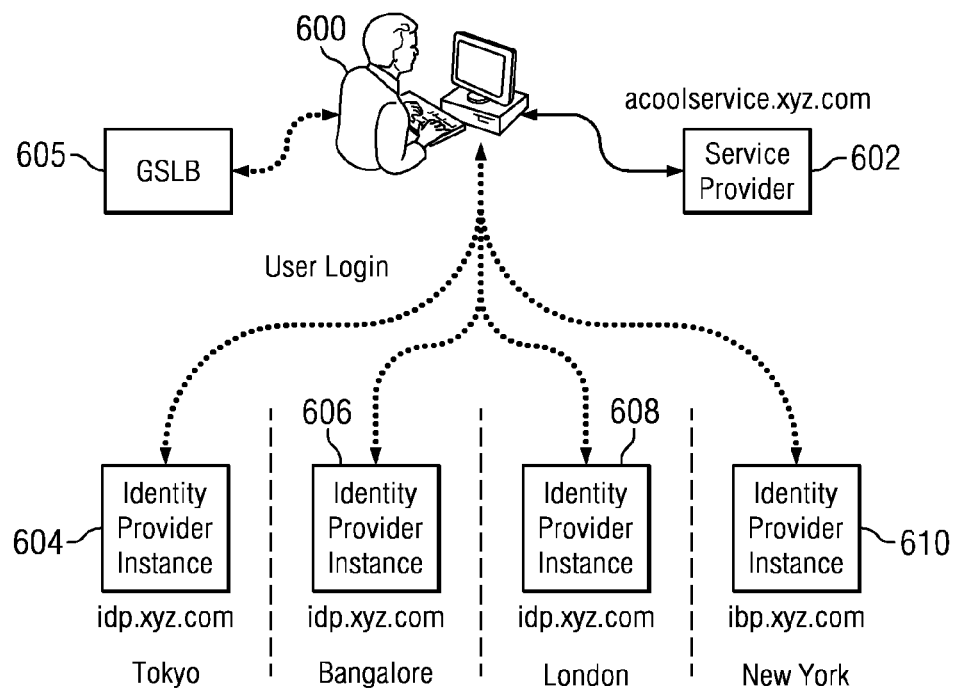 600
acoolservice.xyz.com
605
GSLB
Service
Provider
602
User Login
606
608
604
Identity
Provider
Instance
Identity
Provider
Instance
Identity
Provider
Instance
Identity
Provider
Instance
610
idp.xyz.com
idp.xyz.com
idp.xyz.com
ibp.xyz.com
Tokyo
Bangalore
London
New York